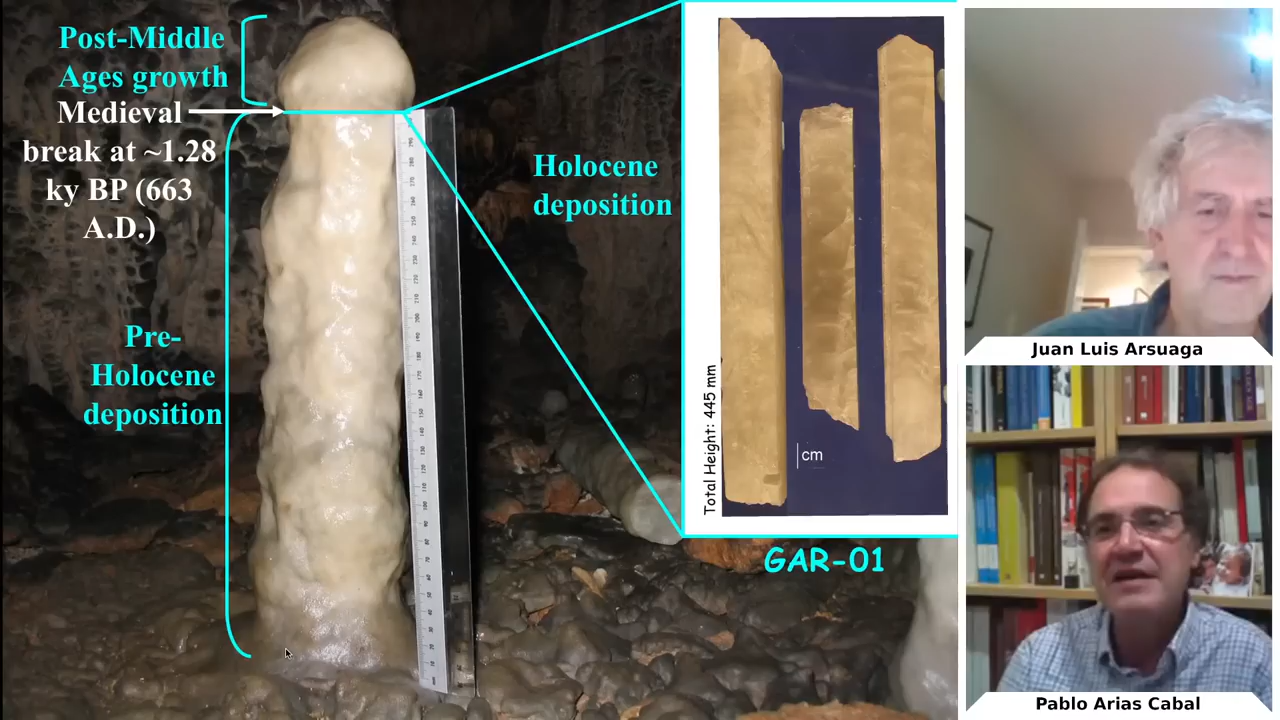 Post-Middle
Ages growth
Medieval
break at ~1.28
ky BP (663
A.D.)
Pre-
Holocene
deposition
Holocene
deposition
Total Height: 445 mm
cm
GAR-01
Juan Luis Arsuaga
Pablo Arias Cabal